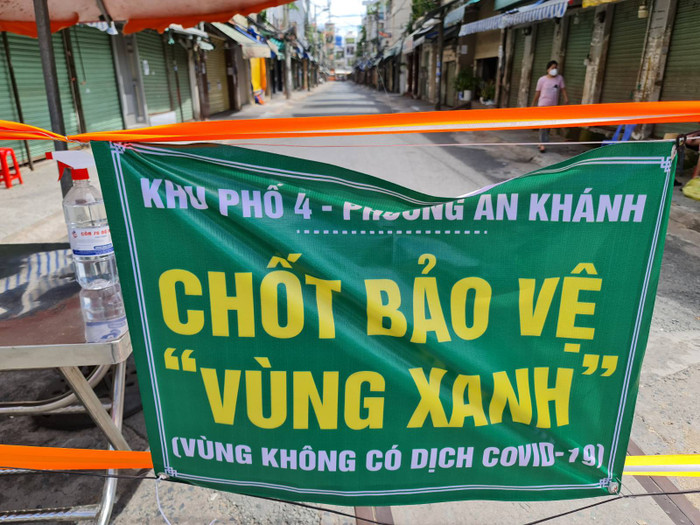 KHU PHỐ 4 - PHƯỜNG AN KHÁNH
CHỐT BẢO VỆ
“VÙNG XANH”
(VÙNG KHÔNG CÓ DỊCH COVID-19)